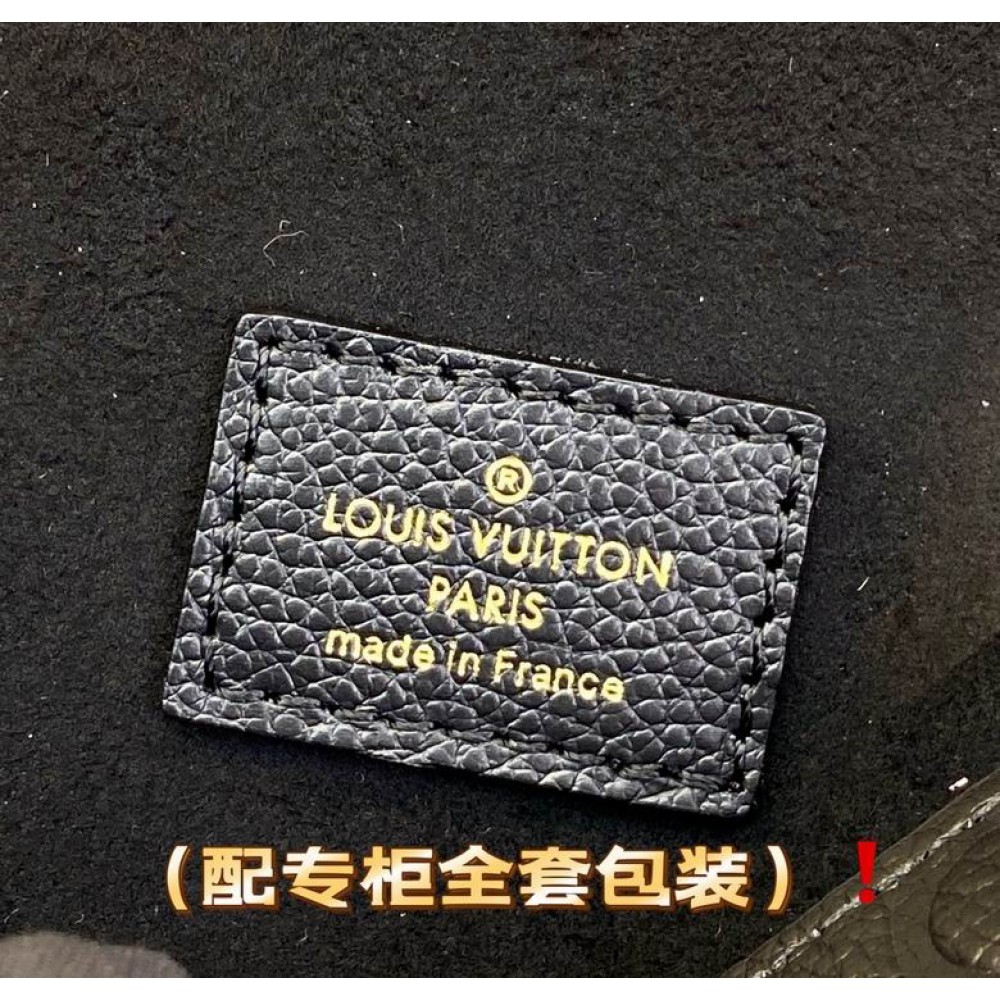 ®
LOUIS VUITTON
PARIS
made in France
（配专柜全套包装）❗